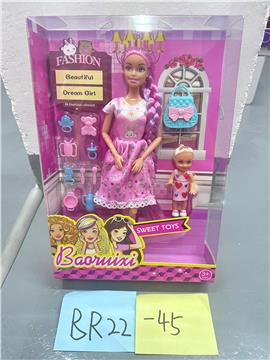 FASHION
Beautiful
Dream Girl
SWEET TOYS
Baoruixi
3+
BR22 -45